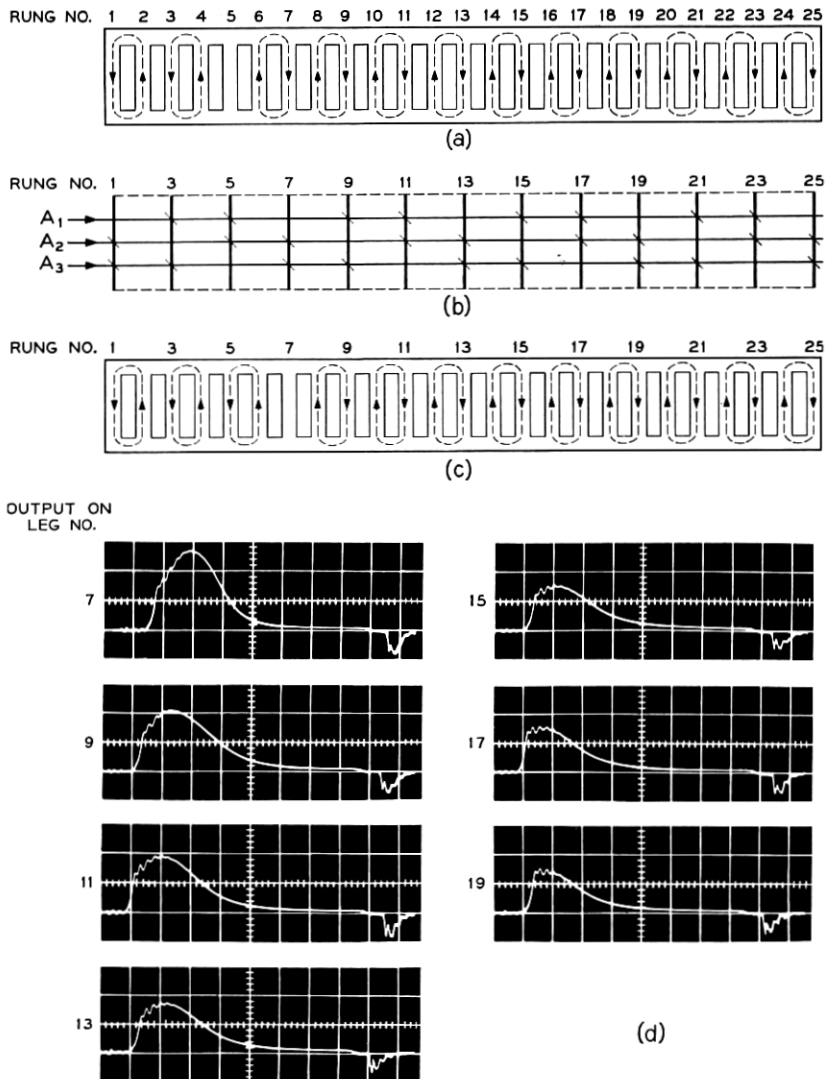 RUNG NO. 1 2 3 4 5 6 7 8 9 10 11 12 13 14 15 16 17 18 19 20 21 22 23 24 25
(a)
RUNG NO. 1 3 5 7 9 11 13 15 17 19 21 23 25
A₁
A₂
A₃
(b)
RUNG NO. 1 3 5 7 9 11 13 15 17 19 21 23 25
(c)
OUTPUT ON
LEG NO.
7
9
11
13
15
17
19
(d)